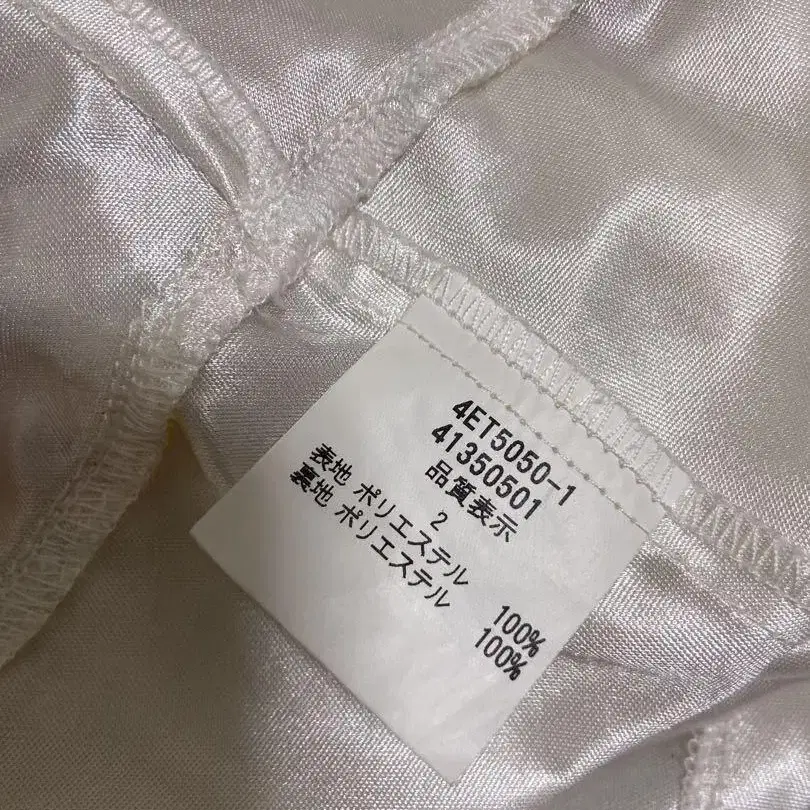 4ET5050-1
41350501
品質表示
2
表地 ポリエステル 100%
裏地 ポリエステル 100%